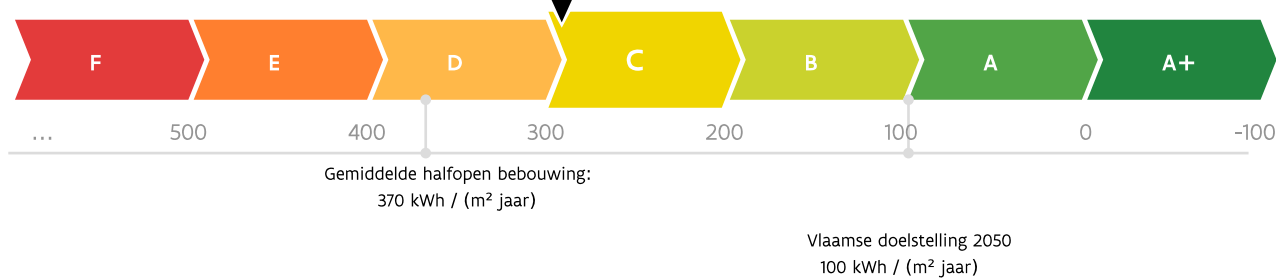 F E D C B A A+
... 500 400 300 200 100 0 -100
Gemiddelde halfopen bebouwing:
370 kWh / (m² jaar)
Vlaamse doelstelling 2050
100 kWh / (m² jaar)